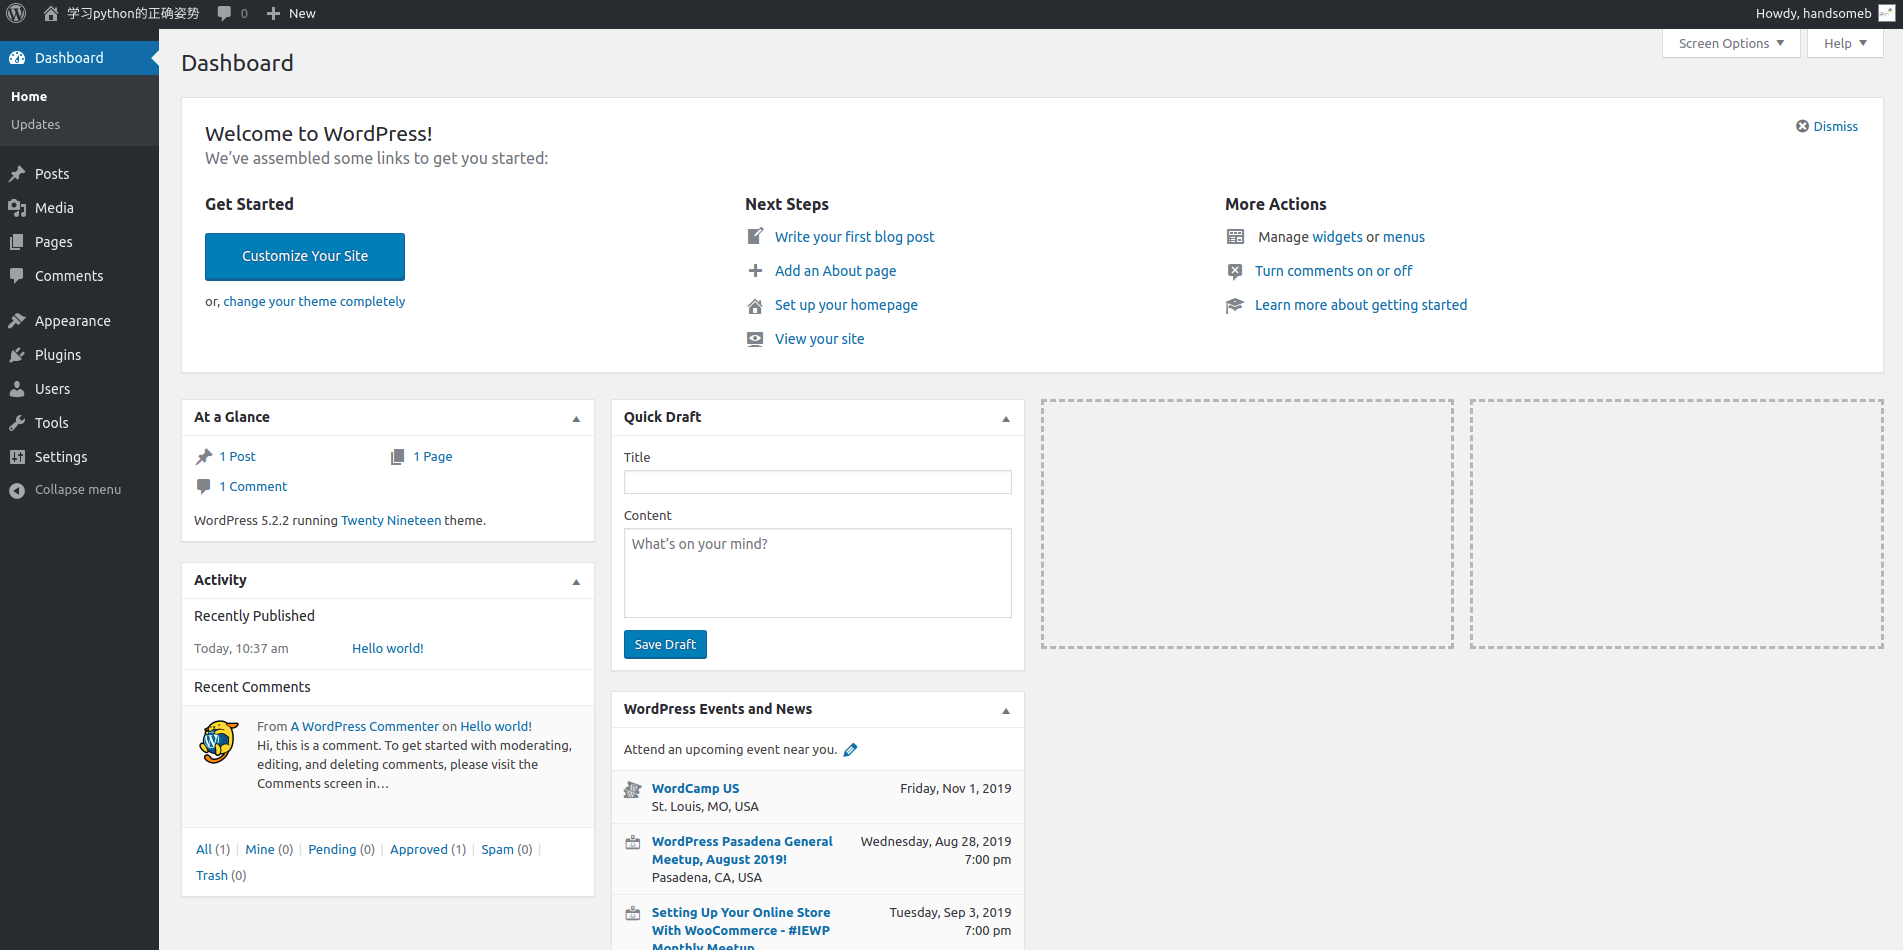 学习python的正确姿势
0
New
Howdy, handsomeb
Dashboard
Home
Updates
Posts
Media
Pages
Comments
Appearance
Plugins
Users
Tools
Settings
Collapse menu
Dashboard
Screen Options
Help
Welcome to WordPress!
We've assembled some links to get you started:
Dismiss
Get Started
Customize Your Site
or, change your theme completely
Next Steps
Write your first blog post
Add an About page
Set up your homepage
View your site
More Actions
Manage widgets or menus
Turn comments on or off
Learn more about getting started
At a Glance
1 Post
1 Page
1 Comment
WordPress 5.2.2 running Twenty Nineteen theme.
Activity
Recently Published
Today, 10:37 am
Hello world!
Recent Comments
From A WordPress Commenter on Hello world!
Hi, this is a comment. To get started with moderating,
editing, and deleting comments, please visit the
Comments screen in…
All (1) | Mine (0) | Pending (0) | Approved (1) | Spam (0) |
Trash (0)
Quick Draft
Title
Content
What's on your mind?
Save Draft
WordPress Events and News
Attend an upcoming event near you.
WordCamp US
Friday, Nov 1, 2019
St. Louis, MO, USA
WordPress Pasadena General
Wednesday, Aug 28, 2019
Meetup, August 2019!
7:00 pm
Pasadena, CA, USA
Setting Up Your Online Store
Tuesday, Sep 3, 2019
With WooCommerce - #IEWP
7:00 pm
Monthly Meetup